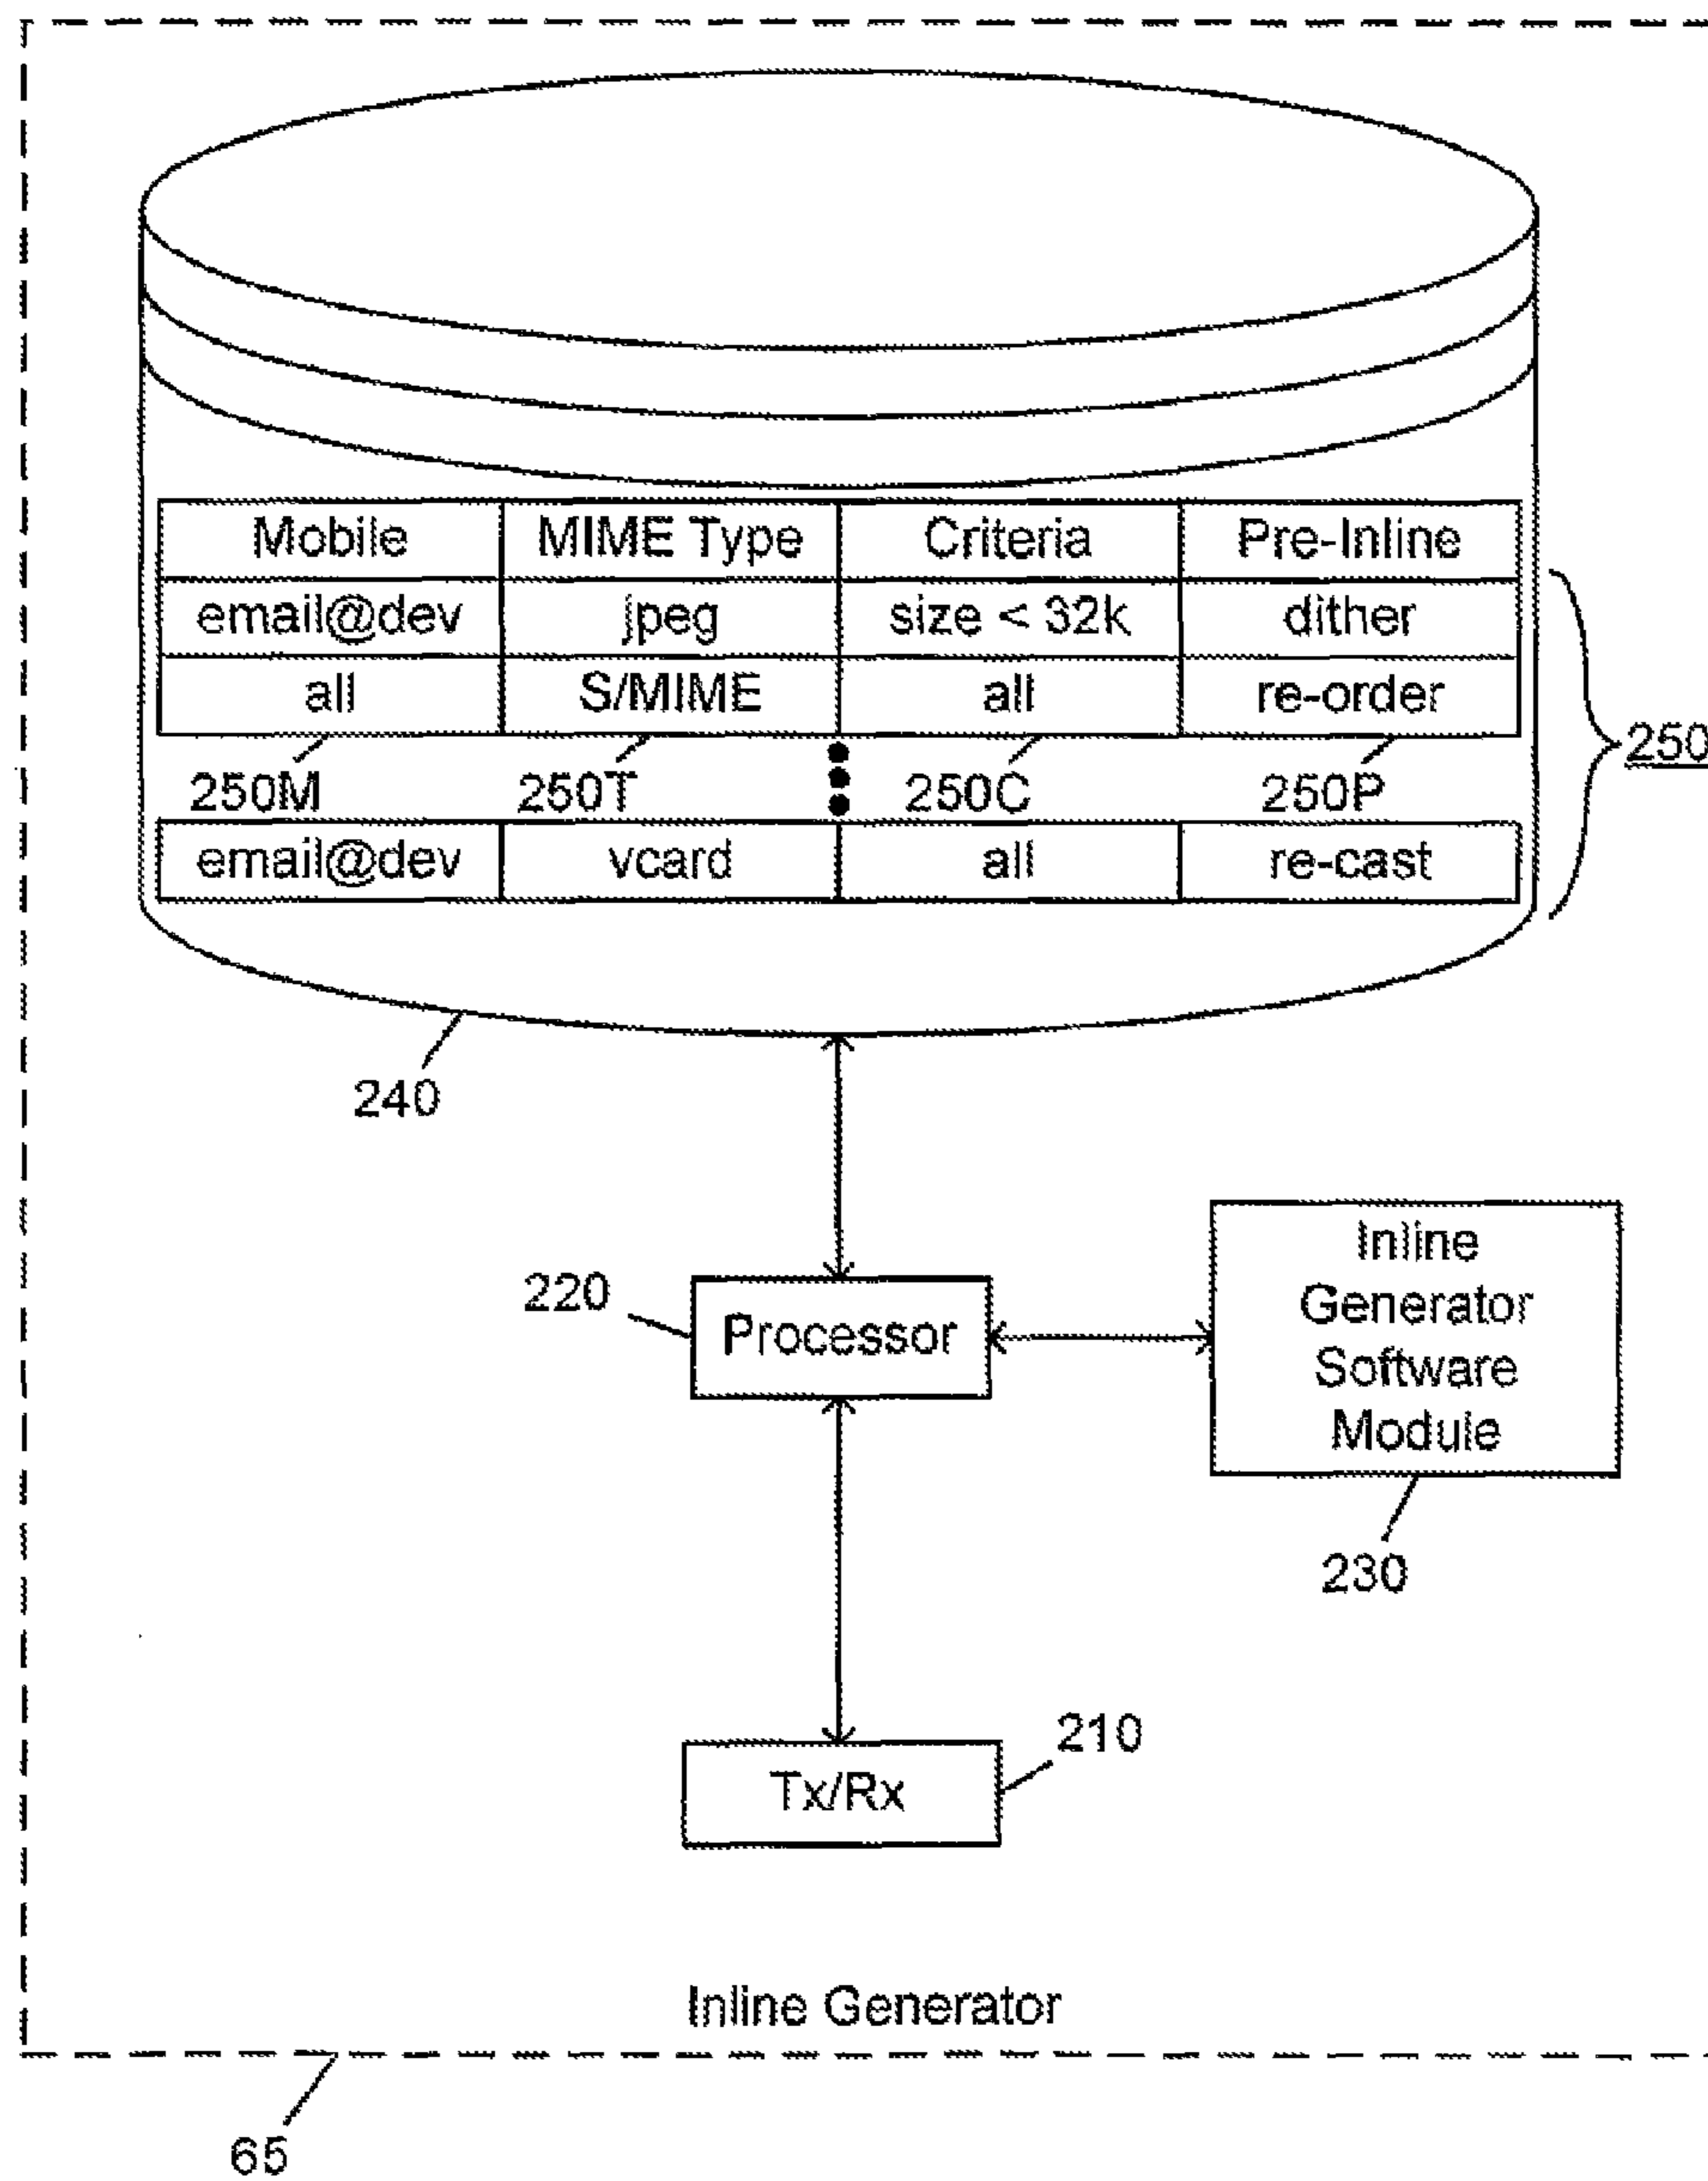 Mobile MIME Type Criteria Pre-Inline
email@dev jpeg size < 32k dither
all S/MIME all re-order
250
250M 250T 250C 250P
email@dev vcard all re-cast
240
220
Processor
Inline
Generator
Software
Module
230
210
Tx/Rx
Inline Generator
65